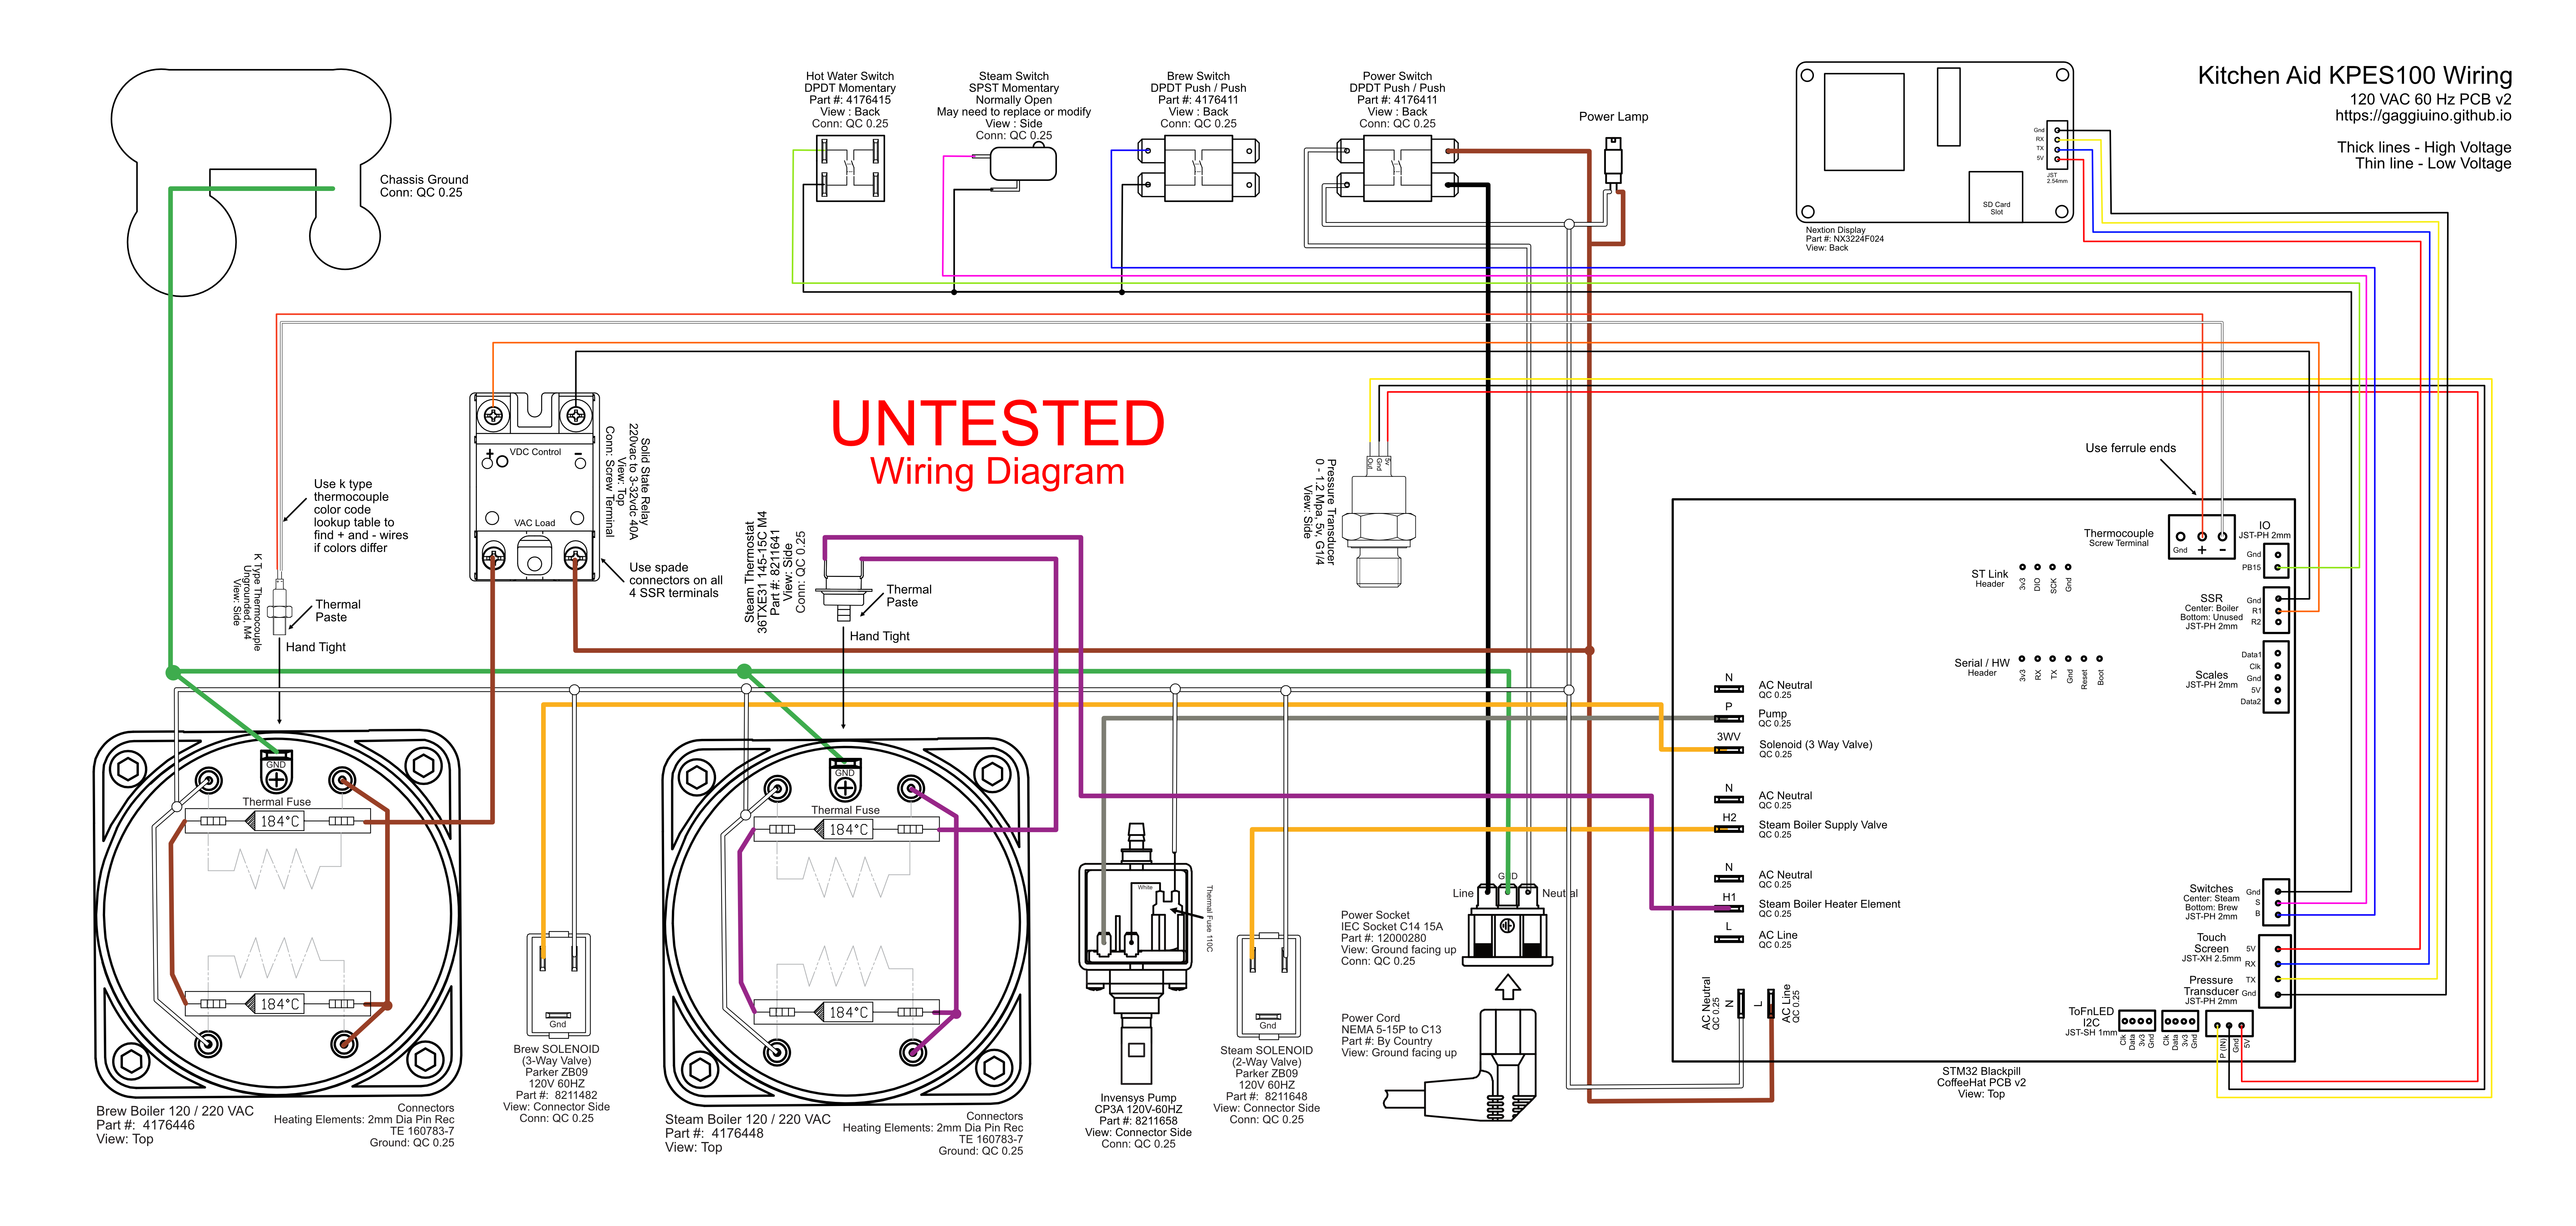 Kitchen Aid KPES100 Wiring
120 VAC 60 Hz PCB v2
https://gaggiuino.github.io
Thick lines - High Voltage
Thin line - Low Voltage
Hot Water Switch
DPDT Momentary
Part #: 4176415
View : Back
Conn: QC 0.25
Steam Switch
SPST Momentary
Normally Open
May need to replace or modify
View : Side
Conn: QC 0.25
Brew Switch
DPDT Push / Push
Part #: 4176411
View : Back
Conn: QC 0.25
Power Switch
DPDT Push / Push
Part #: 4176411
View : Back
Conn: QC 0.25
Power Lamp
Gnd
RX
TX
5V
JST
2.54mm
SD Card
Slot
Nextion Display
Part #: NX3224F024
View: Back
Chassis Ground
Conn: QC 0.25
UNTESTED
Wiring Diagram
+
VDC Control
-
VAC Load
Solid State Relay
220vac to 3-32vdc 40A
View: Top
Conn: Screw Terminal
Use spade
connectors on all
4 SSR terminals
Use k type
thermocouple
color code
lookup table to
find + and - wires
if colors differ
K Type Thermocouple
Ungrounded, M4
View: Side
Thermal
Paste
Hand Tight
Steam Thermostat
36TXE31 145-15C M4
Part #: 8211641
View: Side
Conn: QC 0.25
Thermal
Paste
Hand Tight
Out
Gnd
5v
Pressure Transducer
0 - 1.2 Mpa, 5v, G1/4
View: Side
Use ferrule ends
Thermocouple
Screw Terminal
Gnd
+
-
IO
JST-PH 2mm
Gnd
PB15
ST Link
Header
3v3
DIO
SCK
Gnd
SSR
Center: Boiler
Bottom: Unused
JST-PH 2mm
Gnd
R1
R2
Serial / HW
Header
3v3
RX
TX
Gnd
Reset
Boot
Scales
JST-PH 2mm
Data1
Clk
Gnd
5V
Data2
N
AC Neutral
QC 0.25
P
Pump
QC 0.25
3WV
Solenoid (3 Way Valve)
QC 0.25
N
AC Neutral
QC 0.25
H2
Steam Boiler Supply Valve
QC 0.25
N
AC Neutral
QC 0.25
H1
Steam Boiler Heater Element
QC 0.25
L
AC Line
QC 0.25
AC Neutral
QC 0.25
N
L
AC Line
QC 0.25
Switches
Center: Steam
Bottom: Brew
JST-PH 2mm
Gnd
S
B
Touch
Screen
JST-XH 2.5mm
5V
RX
TX
Gnd
Pressure
Transducer
JST-PH 2mm
ToFnLED
I2C
JST-SH 1mm
Clk
Data
3v3
Gnd
Clk
Data
3v3
Gnd
P (IN)
Gnd
5V
STM32 Blackpill
CoffeeHat PCB v2
View: Top
GND
Thermal Fuse
184°C
184°C
Brew Boiler 120 / 220 VAC
Part #: 4176446
View: Top
Connectors
Heating Elements: 2mm Dia Pin Rec
TE 160783-7
Ground: QC 0.25
Gnd
Brew SOLENOID
(3-Way Valve)
Parker ZB09
120V 60HZ
Part #: 8211482
View: Connector Side
Conn: QC 0.25
GND
Thermal Fuse
184°C
184°C
Steam Boiler 120 / 220 VAC
Part #: 4176448
View: Top
Connectors
Heating Elements: 2mm Dia Pin Rec
TE 160783-7
Ground: QC 0.25
White
Thermal Fuse 110C
Invensys Pump
CP3A 120V-60HZ
Part #: 8211658
View: Connector Side
Conn: QC 0.25
Gnd
Steam SOLENOID
(2-Way Valve)
Parker ZB09
120V 60HZ
Part #: 8211648
View: Connector Side
Conn: QC 0.25
Line
GND
Neutral
Power Socket
IEC Socket C14 15A
Part #: 12000280
View: Ground facing up
Conn: QC 0.25
Power Cord
NEMA 5-15P to C13
Part #: By Country
View: Ground facing up